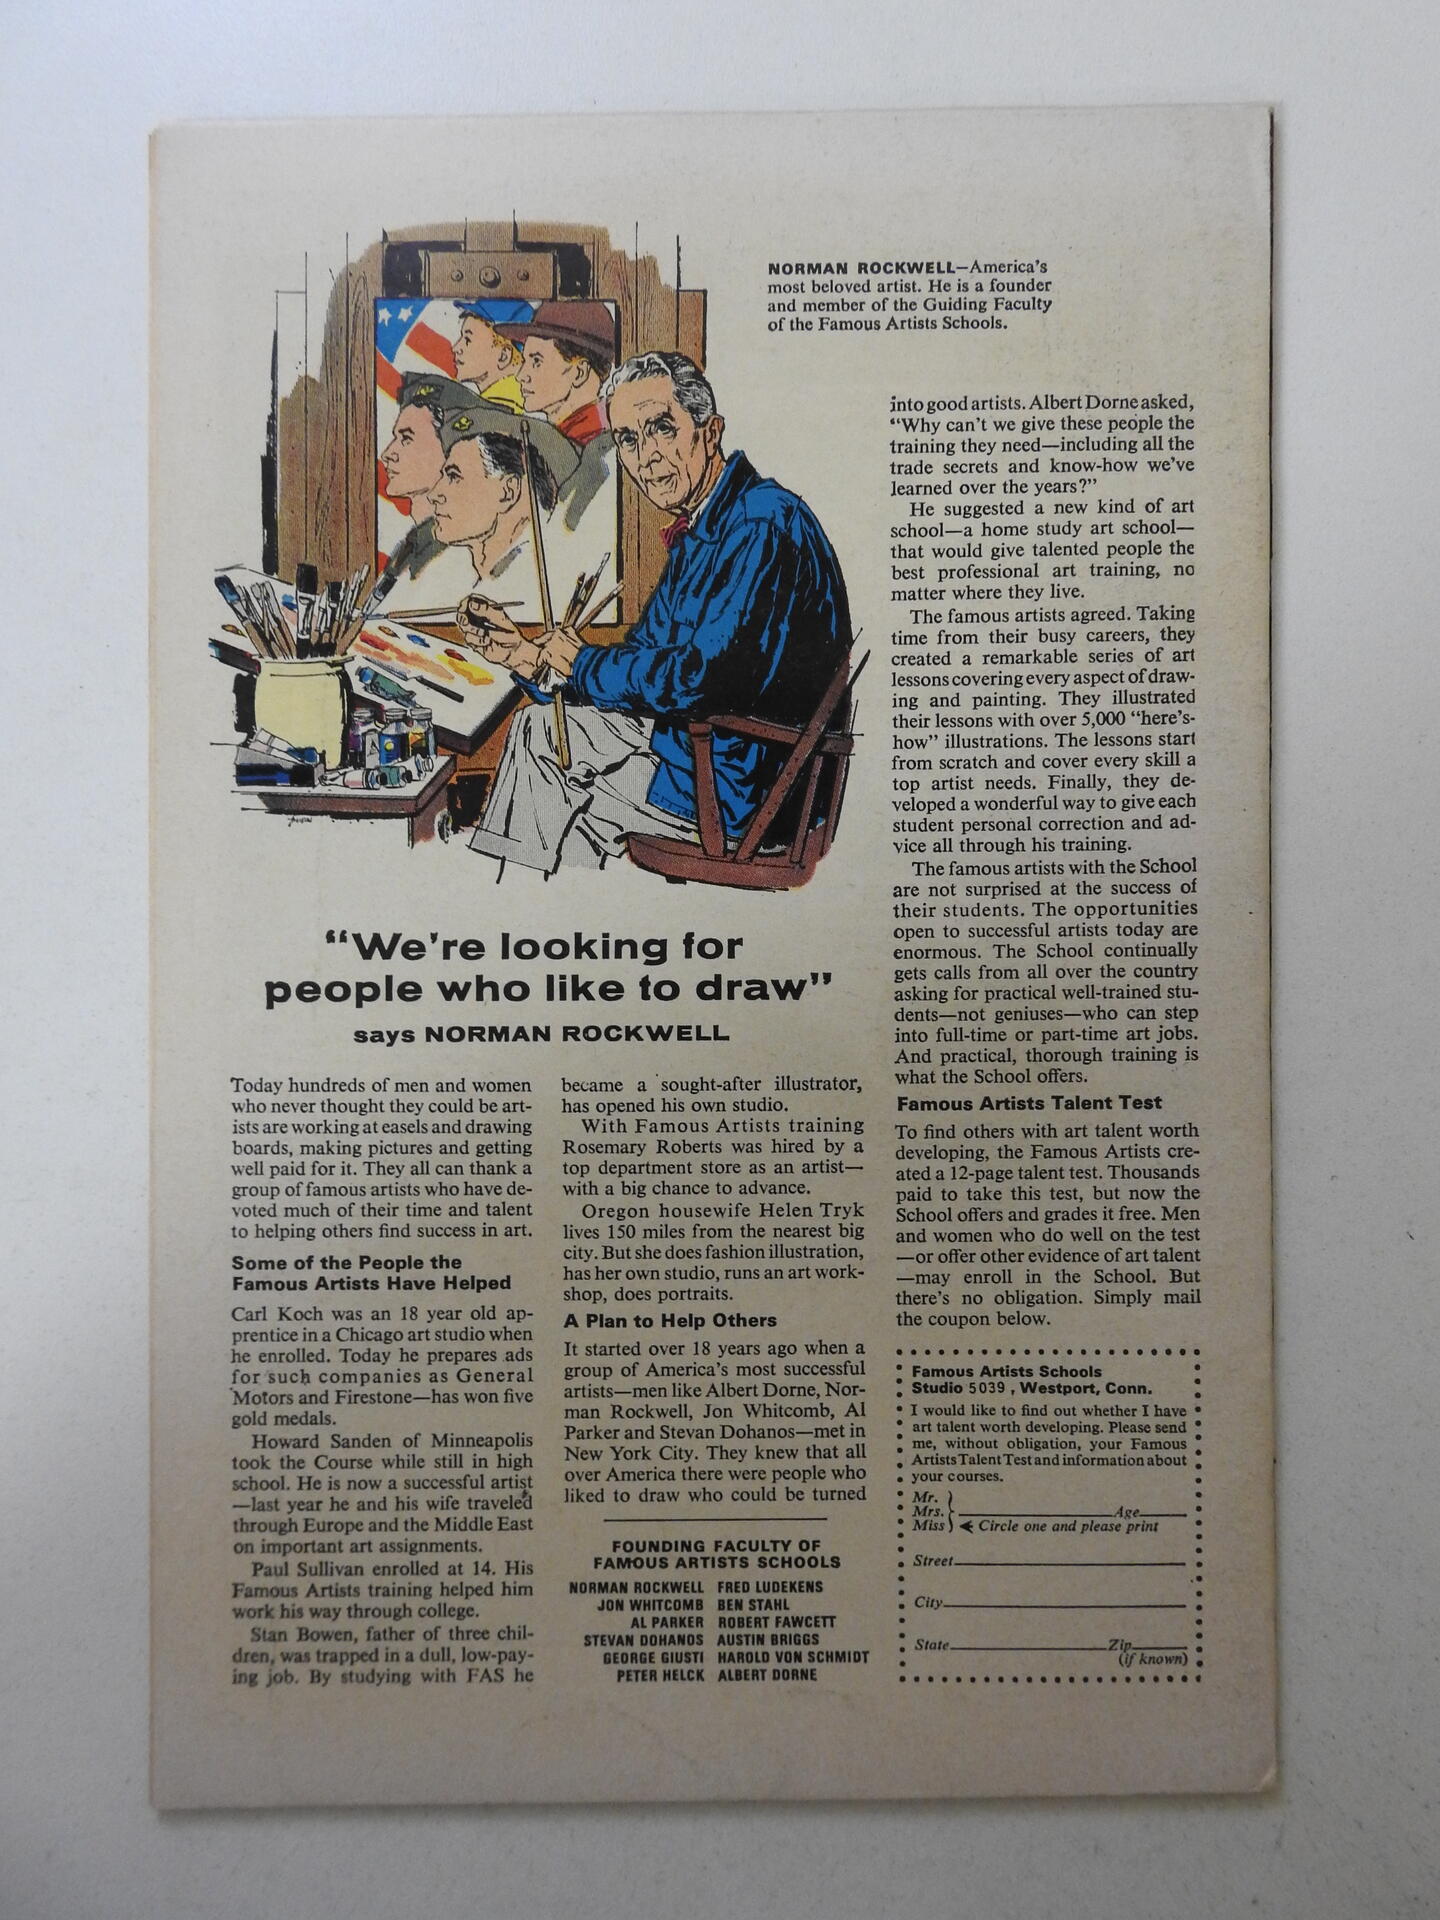 NORMAN ROCKWELL—America's
most beloved artist. He is a founder
and member of the Guiding Faculty
of the Famous Artists Schools.
"We're looking for
people who like to draw"
says NORMAN ROCKWELL
Today hundreds of men and women
who never thought they could be art-
ists are working at easels and drawing
boards, making pictures and getting
well paid for it. They all can thank a
group of famous artists who have de-
voted much of their time and talent
to helping others find success in art.
Some of the People the
Famous Artists Have Helped
Carl Koch was an 18 year old ap-
prentice in a Chicago art studio when
he enrolled. Today he prepares ads
for such companies as General
Motors and Firestone—has won five
gold medals.
Howard Sanden of Minneapolis
took the Course while still in high
school. He is now a successful artist
—last year he and his wife traveled
through Europe and the Middle East
on important art assignments.
Paul Sullivan enrolled at 14. His
Famous Artists training helped him
work his way through college.
Stan Bowen, father of three chil-
dren, was trapped in a dull, low-pay-
ing job. By studying with FAS he
became a sought-after illustrator,
has opened his own studio.
With Famous Artists training
Rosemary Roberts was hired by a
top department store as an artist—
with a big chance to advance.
Oregon housewife Helen Tryk
lives 150 miles from the nearest big
city. But she does fashion illustration,
has her own studio, runs an art work-
shop, does portraits.
A Plan to Help Others
It started over 18 years ago when a
group of America's most successful
artists—men like Albert Dorne, Nor-
man Rockwell, Jon Whitcomb, Al
Parker and Stevan Dohanos—met in
New York City. They knew that all
over America there were people who
liked to draw who could be turned
FOUNDING FACULTY OF
FAMOUS ARTISTS SCHOOLS
NORMAN ROCKWELL FRED LUDEKENS
JON WHITCOMB BEN STAHL
AL PARKER ROBERT FAWCETT
STEVAN DOHANOS AUSTIN BRIGGS
GEORGE GIUSTI HAROLD VON SCHMIDT
PETER HELCK ALBERT DORNE
into good artists. Albert Dorne asked,
"Why can't we give these people the
training they need—including all the
trade secrets and know-how we've
learned over the years?"
He suggested a new kind of art
school—a home study art school—
that would give talented people the
best professional art training, no
matter where they live.
The famous artists agreed. Taking
time from their busy careers, they
created a remarkable series of art
lessons covering every aspect of draw-
ing and painting. They illustrated
their lessons with over 5,000 "here's-
how" illustrations. The lessons start
from scratch and cover every skill a
top artist needs. Finally, they de-
veloped a wonderful way to give each
student personal correction and ad-
vice all through his training.
The famous artists with the School
are not surprised at the success of
their students. The opportunities
open to successful artists today are
enormous. The School continually
gets calls from all over the country
asking for practical well-trained stu-
dents—not geniuses—who can step
into full-time or part-time art jobs.
And practical, thorough training is
what the School offers.
Famous Artists Talent Test
To find others with art talent worth
developing, the Famous Artists cre-
ated a 12-page talent test. Thousands
paid to take this test, but now the
School offers and grades it free. Men
and women who do well on the test
—or offer other evidence of art talent
—may enroll in the School. But
there's no obligation. Simply mail
the coupon below.
Famous Artists Schools
Studio 5039, Westport, Conn.
I would like to find out whether I have
art talent worth developing. Please send
me, without obligation, your Famous
Artists Talent Test and information about
your courses.
Mr.
Mrs. Age
Miss Circle one and please print
Street
City
State Zip
(if known)